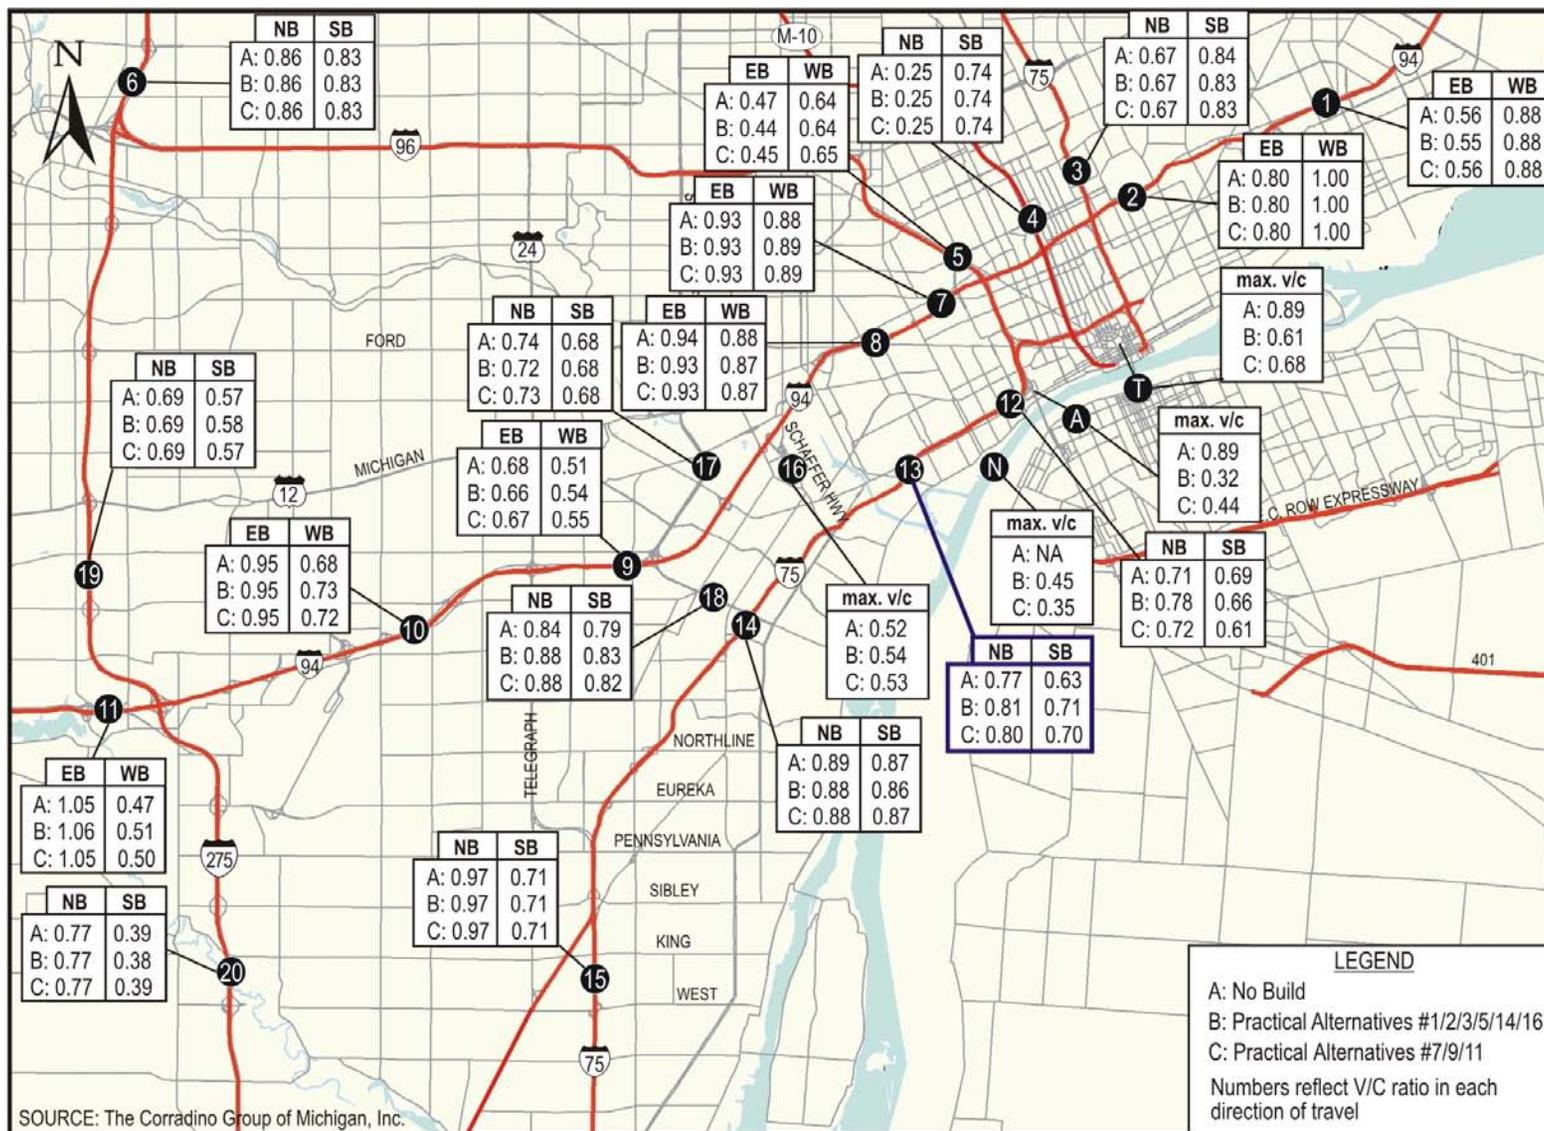 N
6
NB SB
A: 0.86 0.83
B: 0.86 0.83
C: 0.86 0.83
M-10
NB SB
A: 0.25 0.74
B: 0.25 0.74
C: 0.25 0.74
75
NB SB
A: 0.67 0.84
B: 0.67 0.83
C: 0.67 0.83
94
EB WB
A: 0.56 0.88
B: 0.55 0.88
C: 0.56 0.88
1
EB WB
A: 0.47 0.64
B: 0.44 0.64
C: 0.45 0.65
96
EB WB
A: 0.80 1.00
B: 0.80 1.00
C: 0.80 1.00
3
2
4
5
EB WB
A: 0.93 0.88
B: 0.93 0.89
C: 0.93 0.89
24
7
max. v/c
A: 0.89
B: 0.61
C: 0.68
NB SB
A: 0.74 0.68
B: 0.72 0.68
C: 0.73 0.68
EB WB
A: 0.94 0.88
B: 0.93 0.87
C: 0.93 0.87
8
FORD
T
NB SB
A: 0.69 0.57
B: 0.69 0.58
C: 0.69 0.57
94
12
A
max. v/c
A: 0.89
B: 0.32
C: 0.44
EB WB
A: 0.68 0.51
B: 0.66 0.54
C: 0.67 0.55
MICHIGAN
12
17
16
SCHAFFER HWY
13
N
.C. ROW EXPRESSWAY
max. v/c
A: NA
B: 0.45
C: 0.35
NB SB
A: 0.71 0.69
B: 0.78 0.66
C: 0.72 0.61
EB WB
A: 0.95 0.68
B: 0.95 0.73
C: 0.95 0.72
19
9
75
18
NB SB
A: 0.84 0.79
B: 0.88 0.83
C: 0.88 0.82
max. v/c
A: 0.52
B: 0.54
C: 0.53
10
14
94
401
NB SB
A: 0.77 0.63
B: 0.81 0.71
C: 0.80 0.70
11
TELEGRAPH
NORTHLINE
NB SB
A: 0.89 0.87
B: 0.88 0.86
C: 0.88 0.87
EB WB
A: 1.05 0.47
B: 1.06 0.51
C: 1.05 0.50
EUREKA
PENNSYLVANIA
275
NB SB
A: 0.97 0.71
B: 0.97 0.71
C: 0.97 0.71
SIBLEY
NB SB
A: 0.77 0.39
B: 0.77 0.38
C: 0.77 0.39
KING
20
15
WEST
75
LEGEND
A: No Build
B: Practical Alternatives #1/2/3/5/14/16
C: Practical Alternatives #7/9/11
Numbers reflect V/C ratio in each
direction of travel
SOURCE: The Corradino Group of Michigan, Inc.